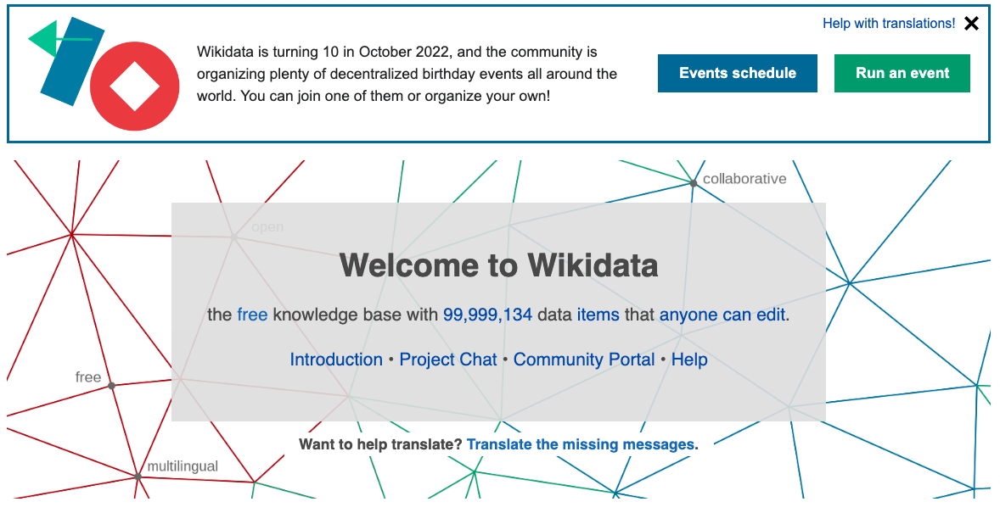 Help with translations!
Wikidata is turning 10 in October 2022, and the community is
organizing plenty of decentralized birthday events all around the
world. You can join one of them or organize your own!
Events schedule
Run an event
collaborative
open
Welcome to Wikidata
the free knowledge base with 99,999,134 data items that anyone can edit.
Introduction • Project Chat • Community Portal • Help
free
Want to help translate? Translate the missing messages.
multilingual